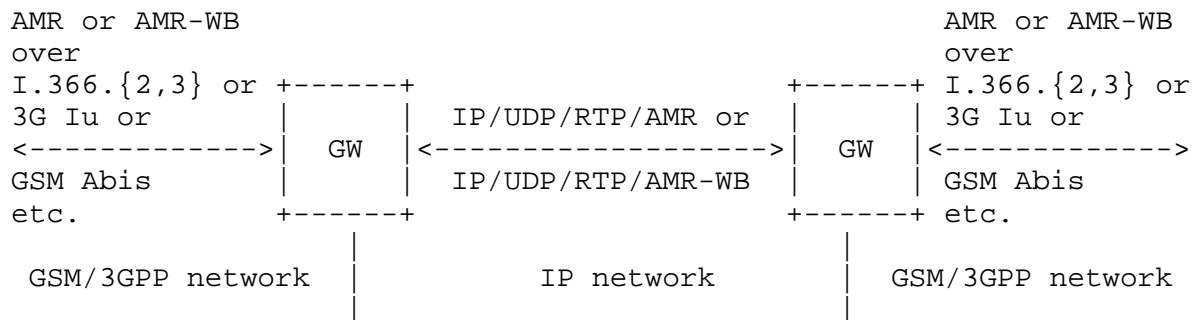 AMR or AMR-WB                                        AMR or AMR-WB
over                                                 over
I.366.{2,3} or +------+                      +------+ I.366.{2,3} or
3G Iu or       |      |  IP/UDP/RTP/AMR or   |      | 3G Iu or
<------------->|  GW  |<-------------------->|  GW  |<------------->
GSM Abis       |      |  IP/UDP/RTP/AMR-WB   |      | GSM Abis
etc.           +------+                      +------+ etc.
                   |                             |
 GSM/3GPP network  |          IP network         |  GSM/3GPP network
                   |                             |